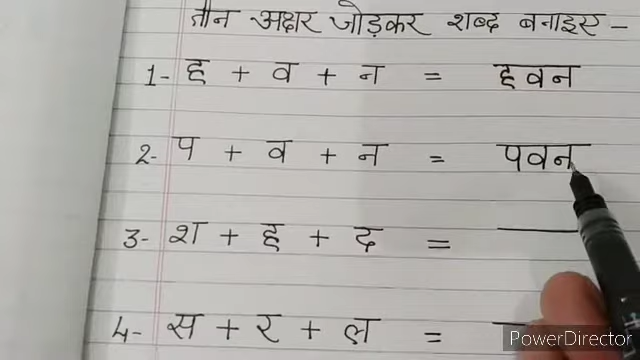 तीन अक्षर जोड़कर शब्द बनाइए -
1- ह + व + न = हवन
2- प + व + न = पवन
3- श + ह + द =
4- स + र + ल =
PowerDirector